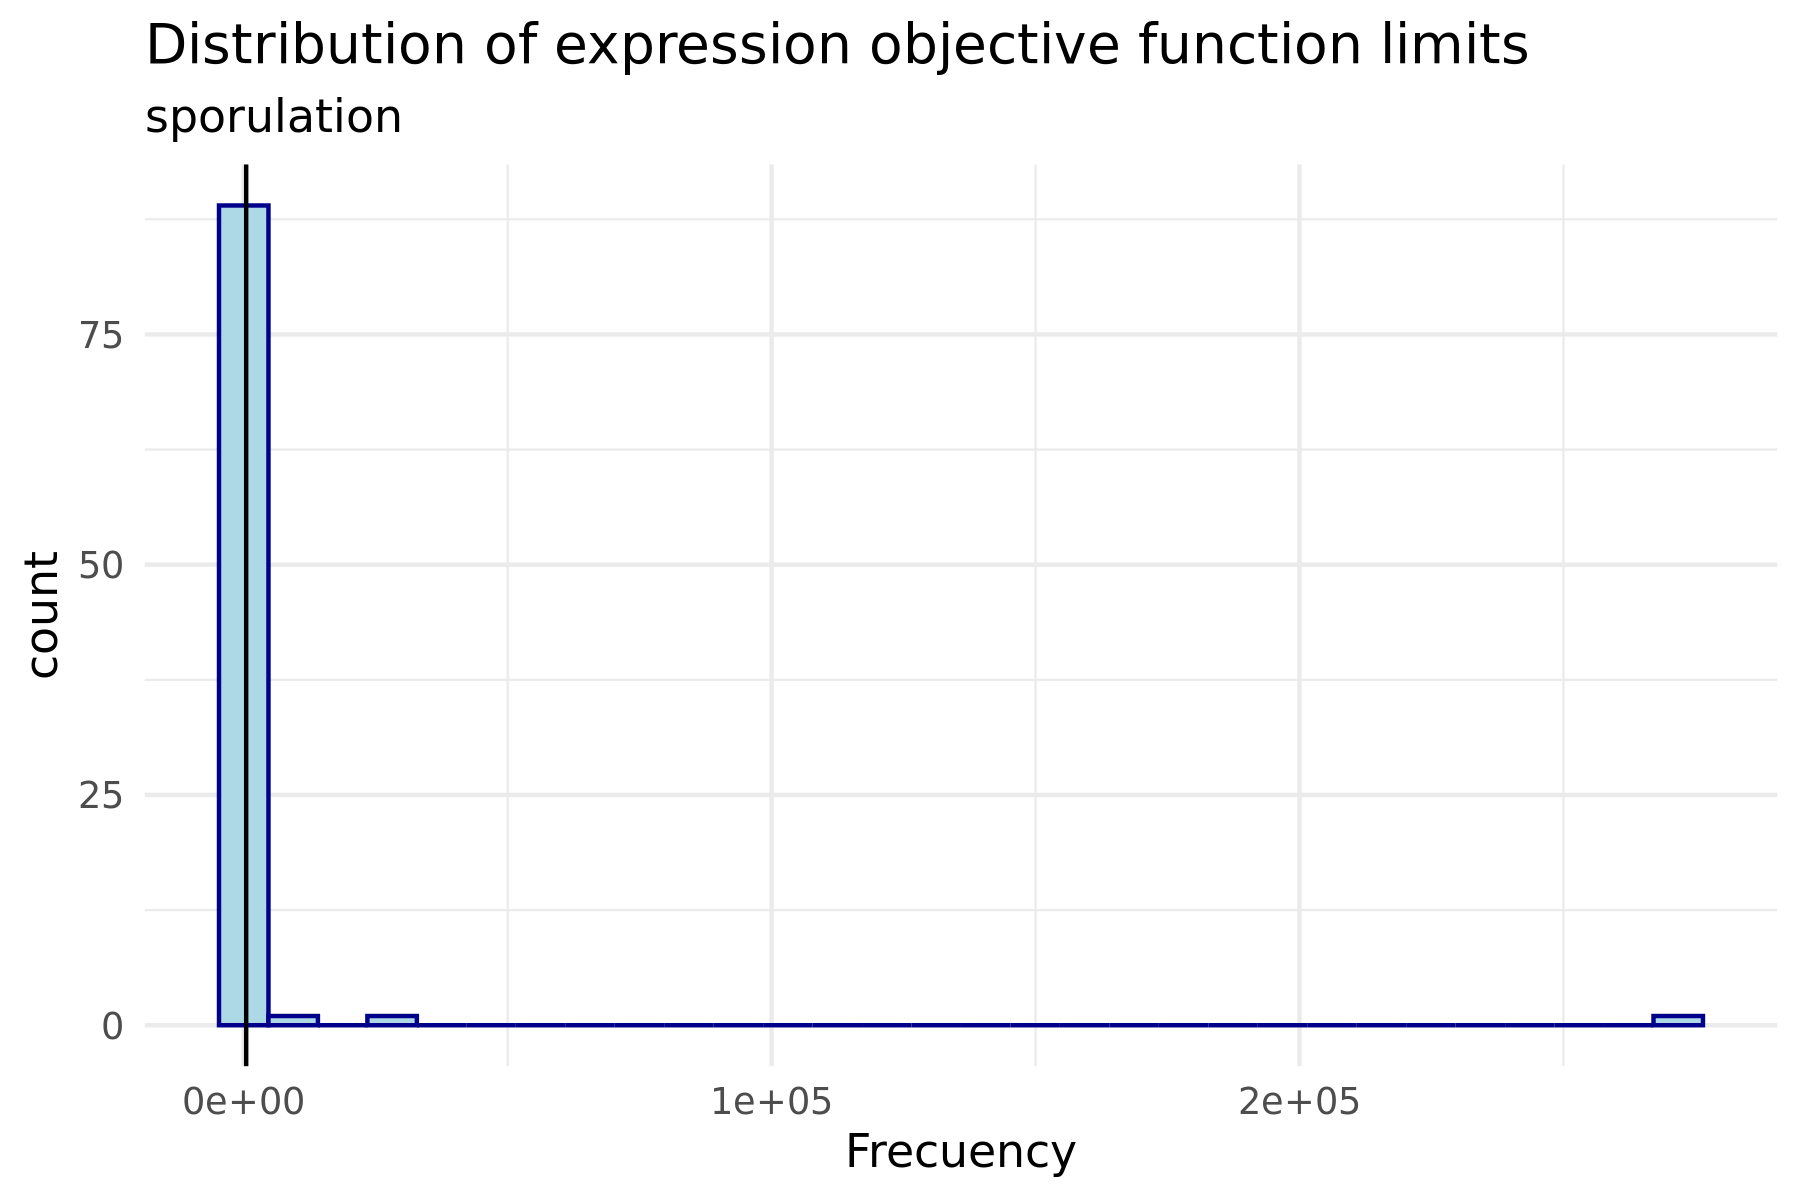 Distribution of expression objective function limits
sporulation
count
75
50
25
0
0e+00
1e+05
2e+05
Frecuency